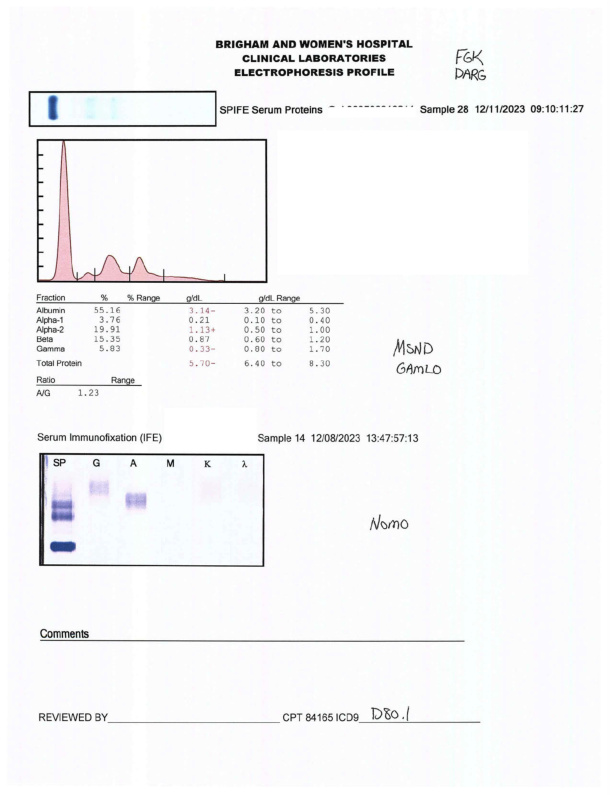 BRIGHAM AND WOMEN'S HOSPITAL
CLINICAL LABORATORIES
ELECTROPHORESIS PROFILE
FGK
DARG
SPIFE Serum Proteins Sample 28 12/11/2023 09:10:11:27
Fraction % % Range g/dL g/dL Range
Albumin 55.16 3.14- 3.20 to 5.30
Alpha-1 3.76 0.21 0.10 to 0.40
Alpha-2 19.91 1.13+ 0.50 to 1.00
Beta 15.35 0.87 0.60 to 1.20
Gamma 5.83 0.33- 0.80 to 1.70
Total Protein 5.70- 6.40 to 8.30
MSND
GAMLO
Ratio Range
A/G 1.23
Serum Immunofixation (IFE) Sample 14 12/08/2023 13:47:57:13
SP G A M K λ
NOMO
Comments
REVIEWED BY CPT 84165 ICD9 D80.1